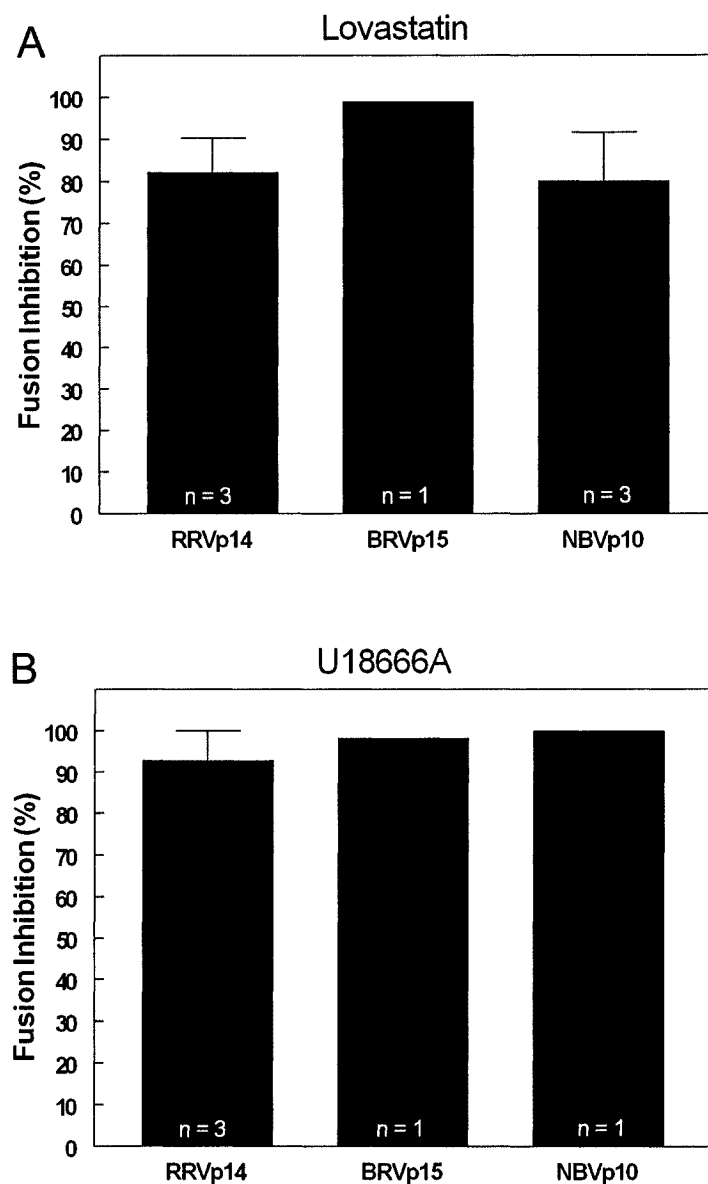 A
Lovastatin
Fusion Inhibition (%)
100
90
80
70
60
50
40
30
20
10
0
n = 3
n = 1
n = 3
RRVp14
BRVp15
NBVp10
B
U18666A
Fusion Inhibition (%)
100
90
80
70
60
50
40
30
20
10
0
n = 3
n = 1
n = 1
RRVp14
BRVp15
NBVp10